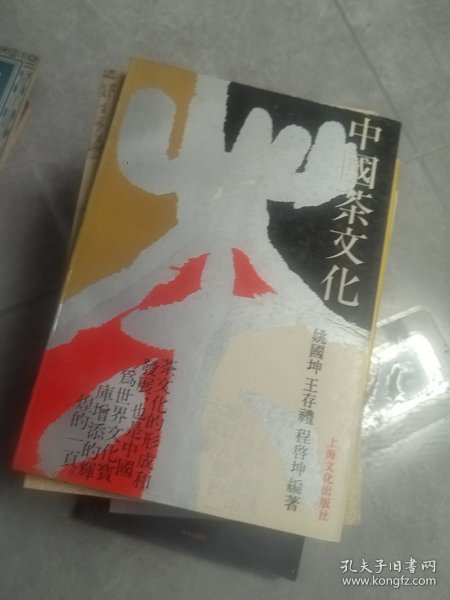 中國茶文化
姚國坤 王存禮 程啓坤 編著
上海文化出版社
茶文化的形成和
發展,也是中國
爲世界文化寶
庫增添的輝
煌的一頁。
茶
孔夫子旧书网
www.kongfz.com